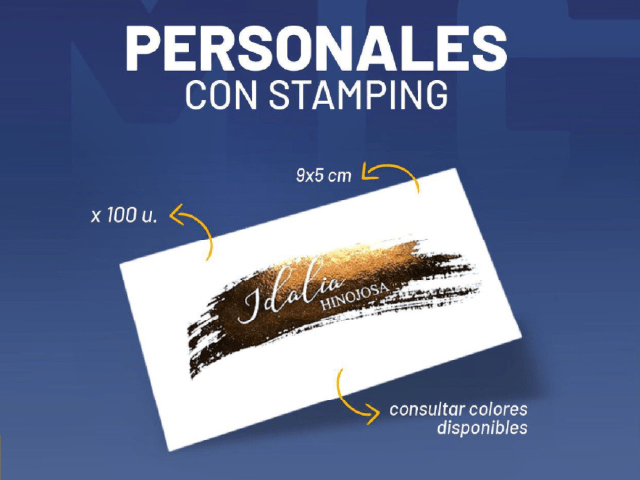 PERSONALES
CON STAMPING
9x5 cm
x 100 u.
Idalia
HINOJOSA
consultar colores
disponibles